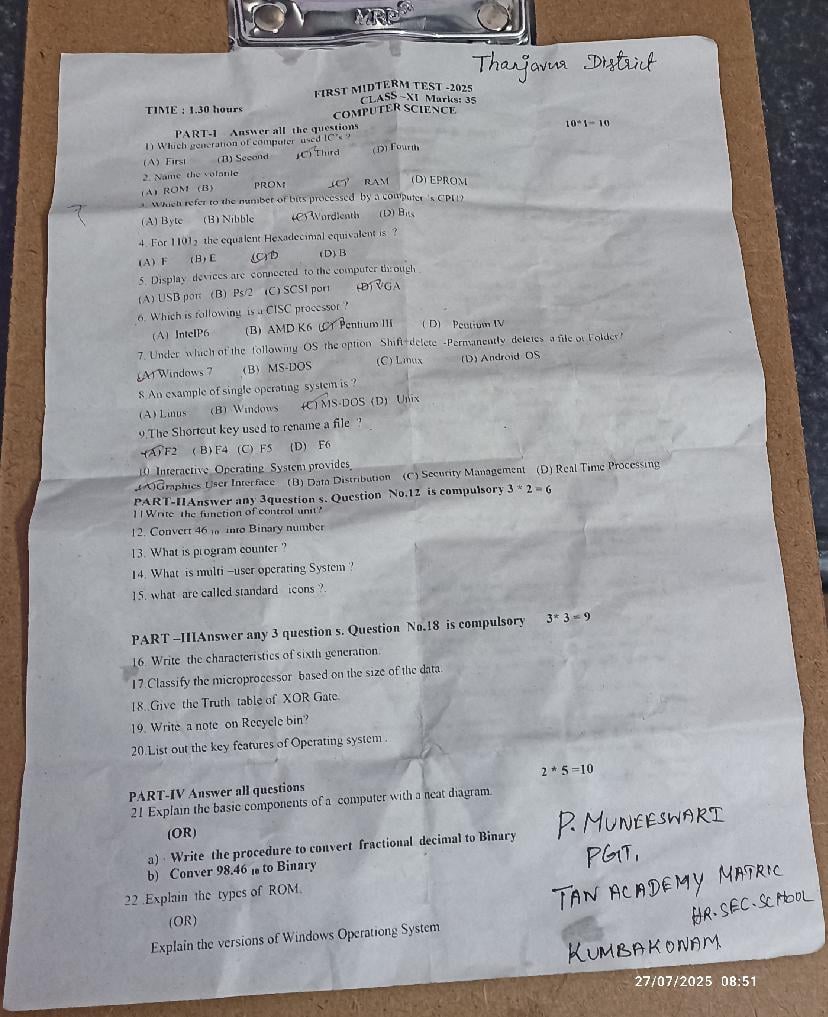 MRP
Thanjavur District
FIRST MIDTERM TEST -2025
CLASS -XI Marks: 35
TIME : 1.30 hours
COMPUTER SCIENCE
PART-I Answer all the questions 10*1= 10
1) Which generation of computer used IC's ?
(A) First (B) Second (C) Third (D) Fourth
2. Name the volatile
(A) ROM (B) PROM (C) RAM (D) EPROM
3. Which refer to the number of bits processed by a computer 's CPU?
(A) Byte (B) Nibble (C) Wordlenth (D) Bits
4. For 1101₂ the equalent Hexadecimal equivalent is ?
(A) F (B) E (C) D (D) B
5. Display devices are connected to the computer through
(A) USB port (B) Ps/2 (C) SCSI port (D) VGA
6. Which is following is a CISC processor ?
(A) IntelP6 (B) AMD K6 (C) Pentium III ( D) Pentium IV
7. Under which of the following OS the option Shift+delete -Permanently deletes a file or Folder?
(A) Windows 7 (B) MS-DOS (C) Linux (D) Android OS
8. An example of single operating system is ?
(A) Linus (B) Windows (C) MS-DOS (D) Unix
9.The Shortcut key used to rename a file ?
(A) F2 ( B) F4 (C) F5 (D) F6
10 Interactive Operating System provides
(A)Graphics User Interface (B) Data Distribution (C) Security Management (D) Real Time Processing
PART-IIAnswer any 3question s. Question No.12 is compulsory 3 * 2 = 6
11Write the function of control unit?
12. Convert 46 ₁₀ into Binary number
13. What is program counter ?
14. What is multi –user operating System ?
15. what are called standard icons ?.
PART –IIIAnswer any 3 question s. Question No.18 is compulsory 3* 3 = 9
16. Write the characteristics of sixth generation.
17.Classify the microprocessor based on the size of the data.
18..Give the Truth table of XOR Gate.
19. Write a note on Recycle bin?
20.List out the key features of Operating system .
2 * 5 =10
PART-IV Answer all questions
21 Explain the basic components of a computer with a neat diagram.
(OR)
a) Write the procedure to convert fractional decimal to Binary
b) Conver 98.46 ₁₀ to Binary
22 .Explain the types of ROM.
(OR)
Explain the versions of Windows Operationg System
P. MUNEESWARI
PGT,
TAN ACADEMY MATRIC
HR.SEC.SCHOOL
KUMBAKONAM
27/07/2025 08:51